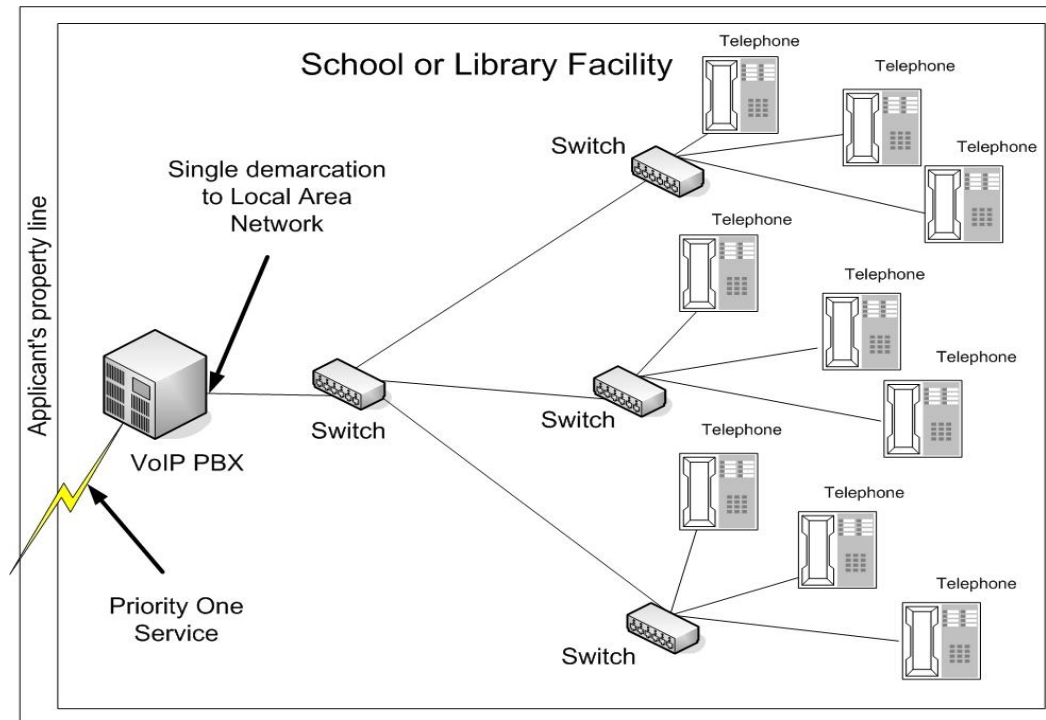 Applicant's property line
School or Library Facility
Telephone
Telephone
Telephone
Switch
Single demarcation
to Local Area
Network
Telephone
Telephone
Telephone
Switch
Switch
VoIP PBX
Telephone
Telephone
Telephone
Switch
Priority One
Service